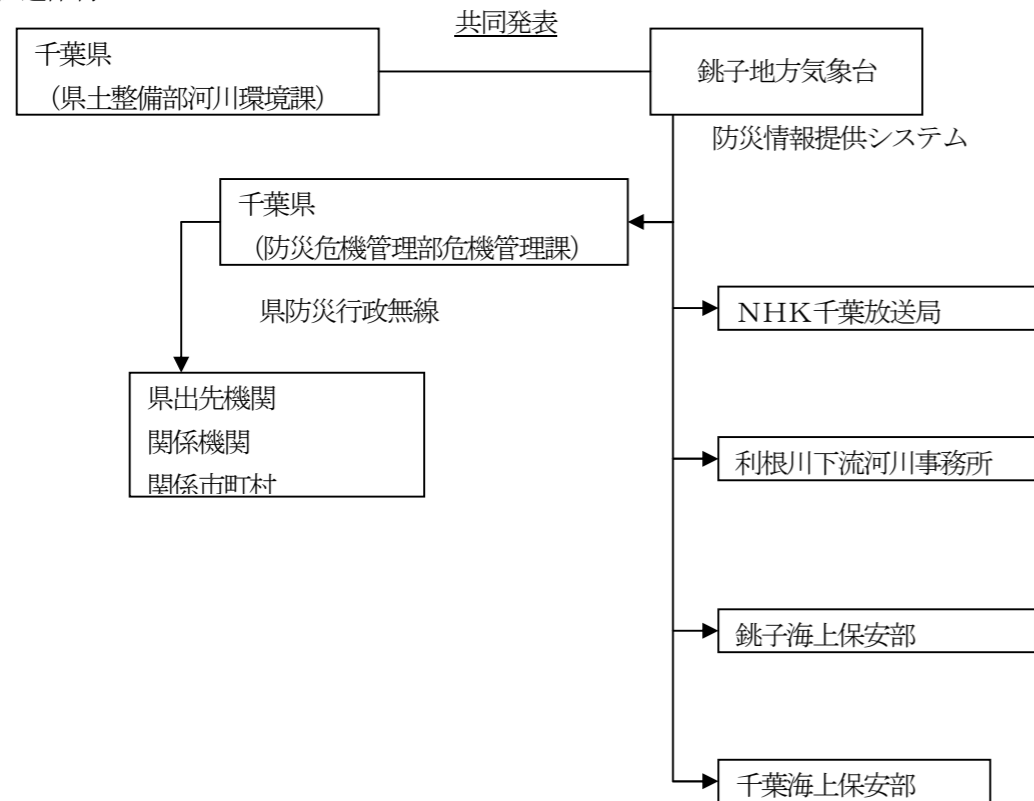 共同発表
千葉県
（県土整備部河川環境課）
銚子地方気象台
防災情報提供システム
千葉県
（防災危機管理部危機管理課）
県防災行政無線
ＮＨＫ千葉放送局
県出先機関
関係機関
関係市町村
利根川下流河川事務所
銚子海上保安部
千葉海上保安部